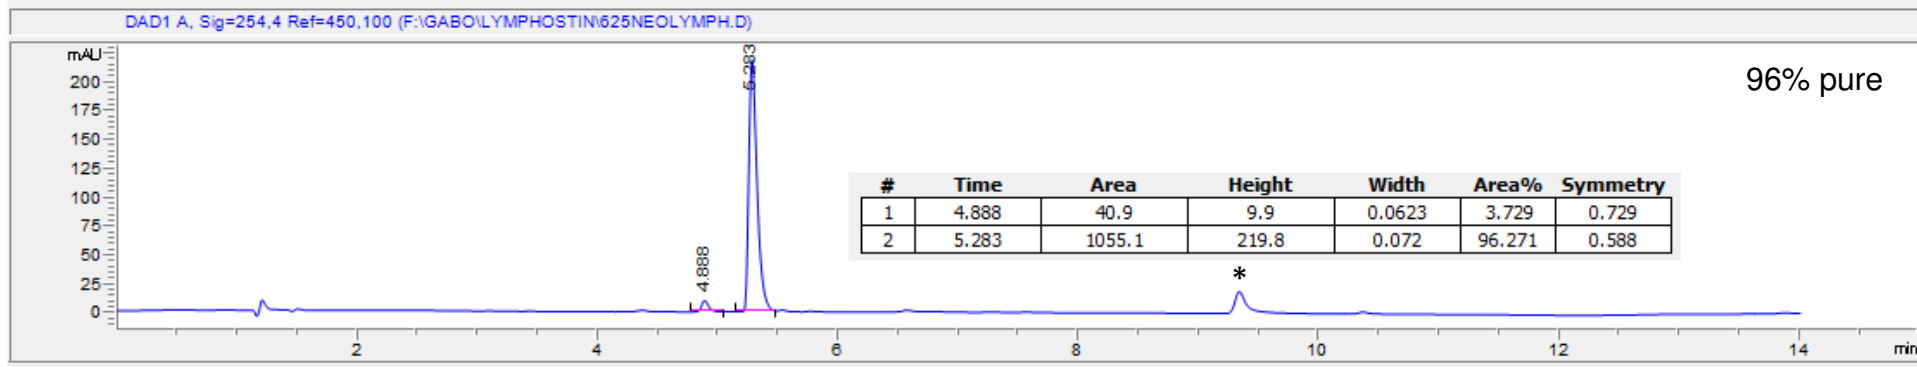 DAD1 A, Sig=254,4 Ref=450,100 (F:\GABO\LYMPHOSTIN\625NEOLYMPH.D)
mAU
96% pure
200
175
150
125
100
75
50
25
0
5.283
4.888
# Time Area Height Width Area% Symmetry
1 4.888 40.9 9.9 0.0623 3.729 0.729
2 5.283 1055.1 219.8 0.072 96.271 0.588
*
2 4 6 8 10 12 14 min